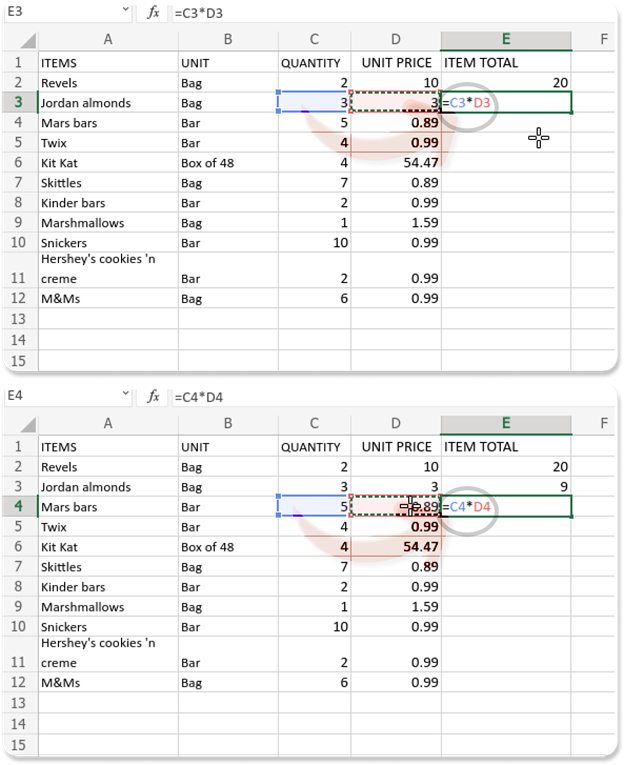 E3 fx =C3*D3
A B C D E F
1 ITEMS UNIT QUANTITY UNIT PRICE ITEM TOTAL
2 Revels Bag 2 10 20
3 Jordan almonds Bag 3 3 =C3*D3
4 Mars bars Bar 5 0.89
5 Twix Bar 4 0.99
6 Kit Kat Box of 48 4 54.47
7 Skittles Bag 7 0.89
8 Kinder bars Bar 2 0.99
9 Marshmallows Bag 1 1.59
10 Snickers Bar 10 0.99
Hershey's cookies 'n
11 creme Bar 2 0.99
12 M&Ms Bag 6 0.99
13
14
15
E4 fx =C4*D4
A B C D E F
1 ITEMS UNIT QUANTITY UNIT PRICE ITEM TOTAL
2 Revels Bag 2 10 20
3 Jordan almonds Bag 3 3 9
4 Mars bars Bar 5 0.89 =C4*D4
5 Twix Bar 4 0.99
6 Kit Kat Box of 48 4 54.47
7 Skittles Bag 7 0.89
8 Kinder bars Bar 2 0.99
9 Marshmallows Bag 1 1.59
10 Snickers Bar 10 0.99
Hershey's cookies 'n
11 creme Bar 2 0.99
12 M&Ms Bag 6 0.99
13
14
15